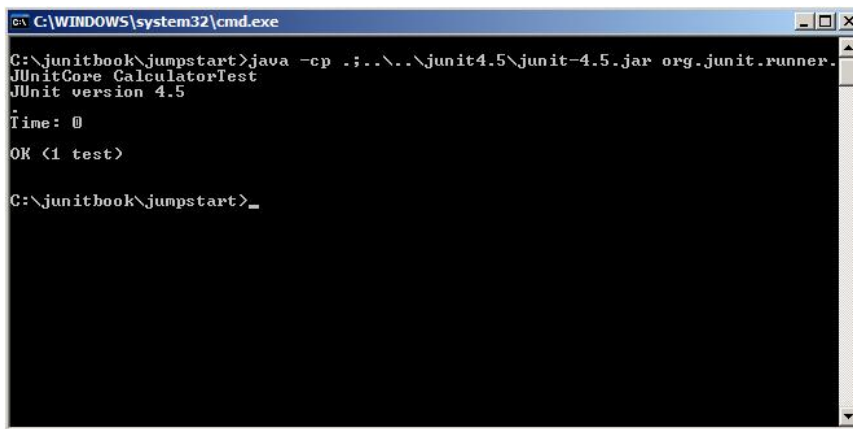 C:\WINDOWS\system32\cmd.exe
C:\junitbook\jumpstart>java -cp .;..\..\junit4.5\junit-4.5.jar org.junit.runner.
JUnitCore CalculatorTest
JUnit version 4.5
.
Time: 0
OK (1 test)
C:\junitbook\jumpstart>_